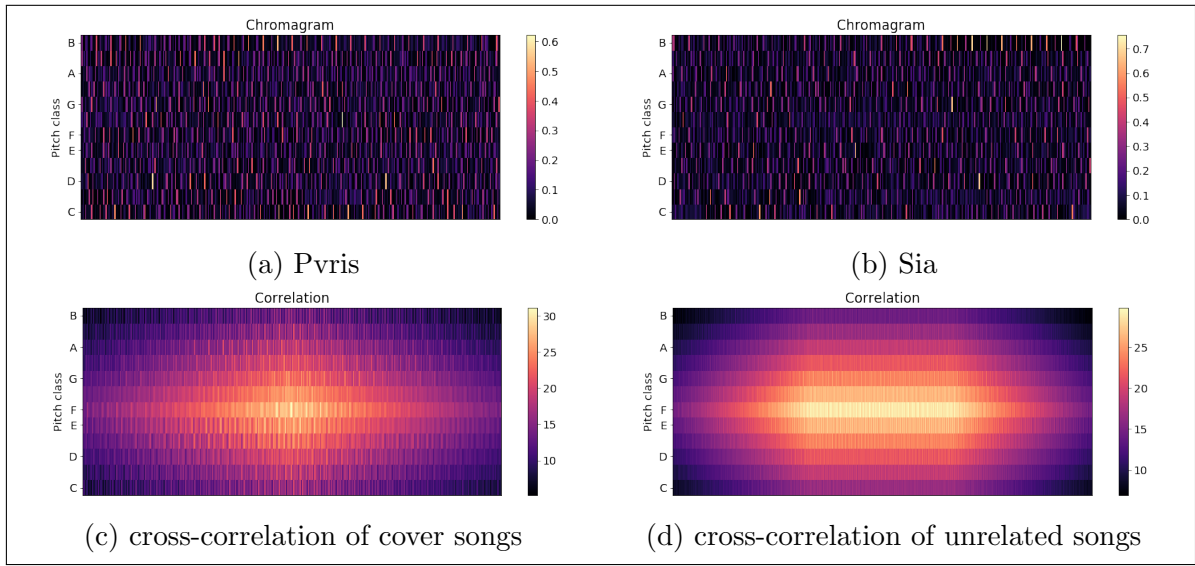 Chromagram
B
A
G
F
E
D
C
Pitch class
0.6
0.5
0.4
0.3
0.2
0.1
0.0
(a) Pvris
Chromagram
B
A
G
F
E
D
C
Pitch class
0.7
0.6
0.5
0.4
0.3
0.2
0.1
0.0
(b) Sia
Correlation
B
A
G
F
E
D
C
Pitch class
30
25
20
15
10
(c) cross-correlation of cover songs
Correlation
B
A
G
F
E
D
C
Pitch class
25
20
15
10
(d) cross-correlation of unrelated songs